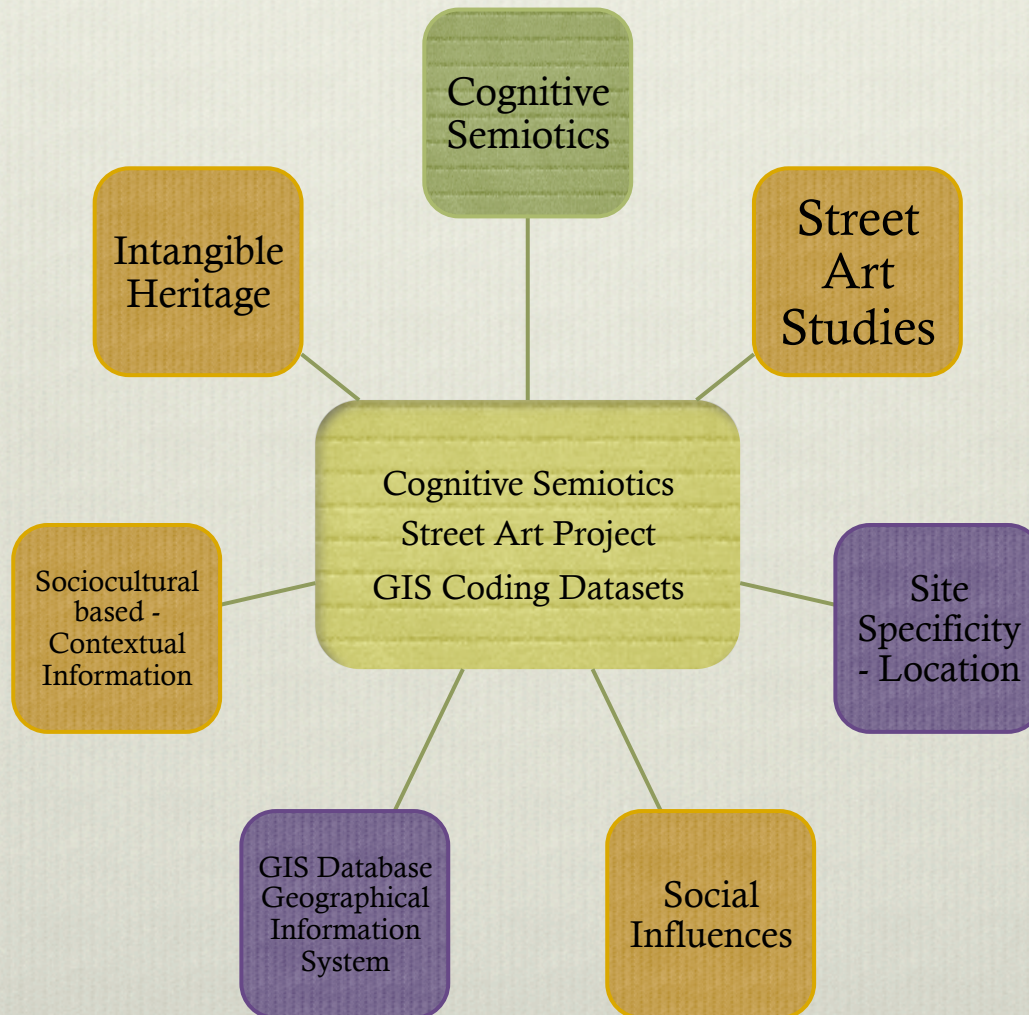 Cognitive
Semiotics
Intangible
Heritage
Street
Art
Studies
Cognitive Semiotics
Street Art Project
GIS Coding Datasets
Sociocultural
based -
Contextual
Information
Site
Specificity
- Location
GIS Database
Geographical
Information
System
Social
Influences